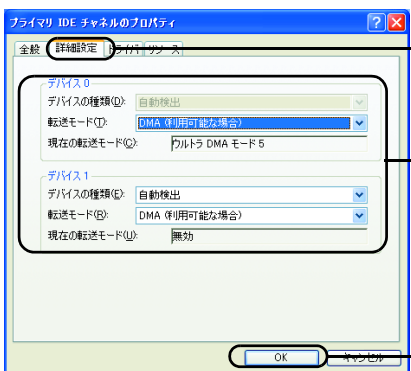 プライマリ IDE チャネルのプロパティ
全般 詳細設定 ドライバ リソース
デバイス 0
デバイスの種類(D): 自動検出
転送モード(T): DMA (利用可能な場合)
現在の転送モード(C): ウルトラ DMA モード 5
デバイス 1
デバイスの種類(E): 自動検出
転送モード(R): DMA (利用可能な場合)
現在の転送モード(U): 無効
OK キャンセル